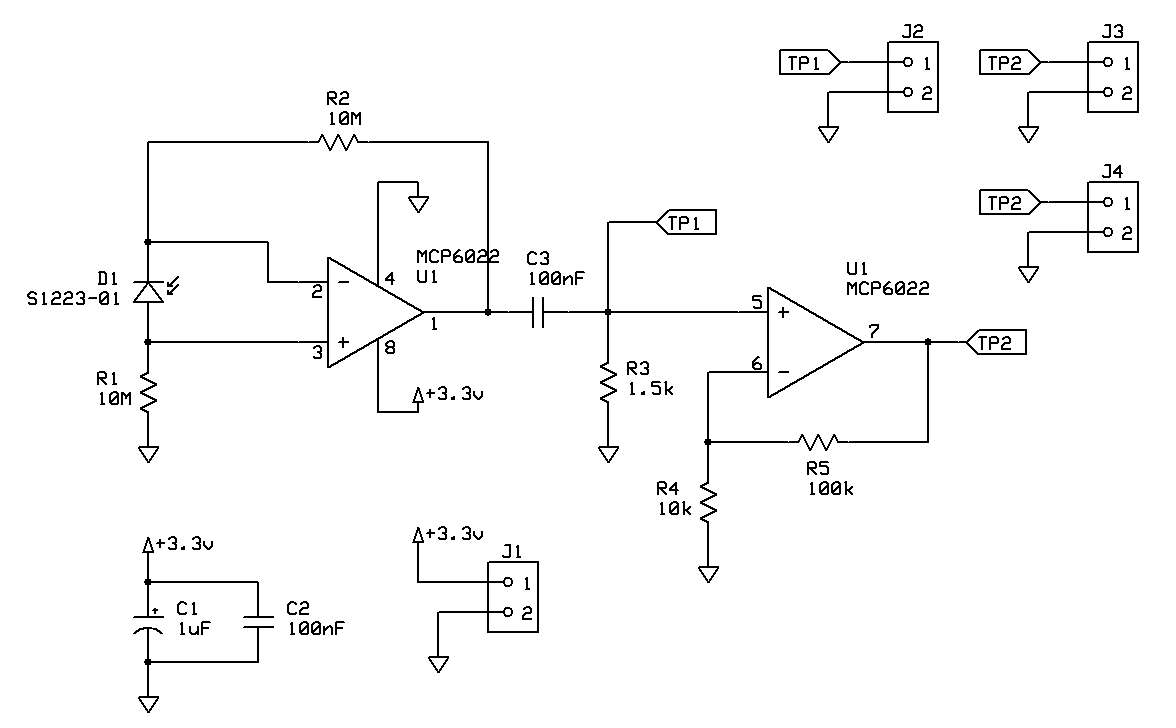 J2
TP1
1
2
J3
TP2
1
2
R2
10M
J4
TP2
1
2
TP1
MCP6022
U1
4
C3
100nF
D1
S1223-01
2
-
+
3
1
8
U1
MCP6022
5
+
6
-
7
TP2
R1
10M
+3.3v
R3
1.5k
R5
100k
R4
10k
+3.3v
+
C1
1uF
C2
100nF
+3.3v
J1
1
2